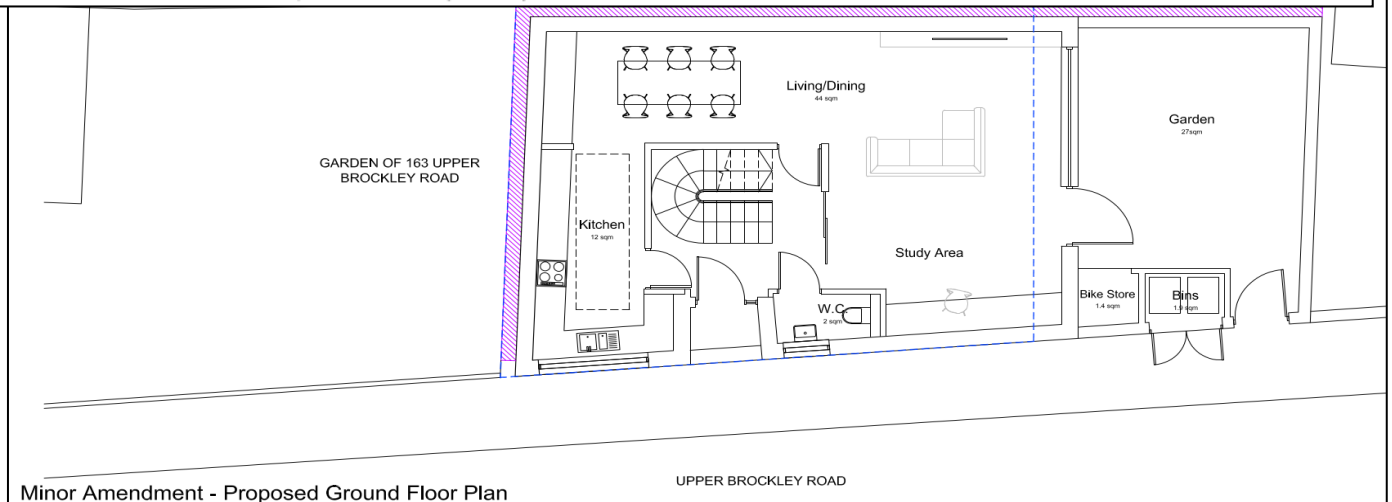 Living/Dining
44 sqm
Garden
27sqm
GARDEN OF 163 UPPER
BROCKLEY ROAD
Kitchen
12 sqm
Study Area
Bike Store
1.4 sqm
Bins
W.C.
2 sqm
UPPER BROCKLEY ROAD
Minor Amendment - Proposed Ground Floor Plan